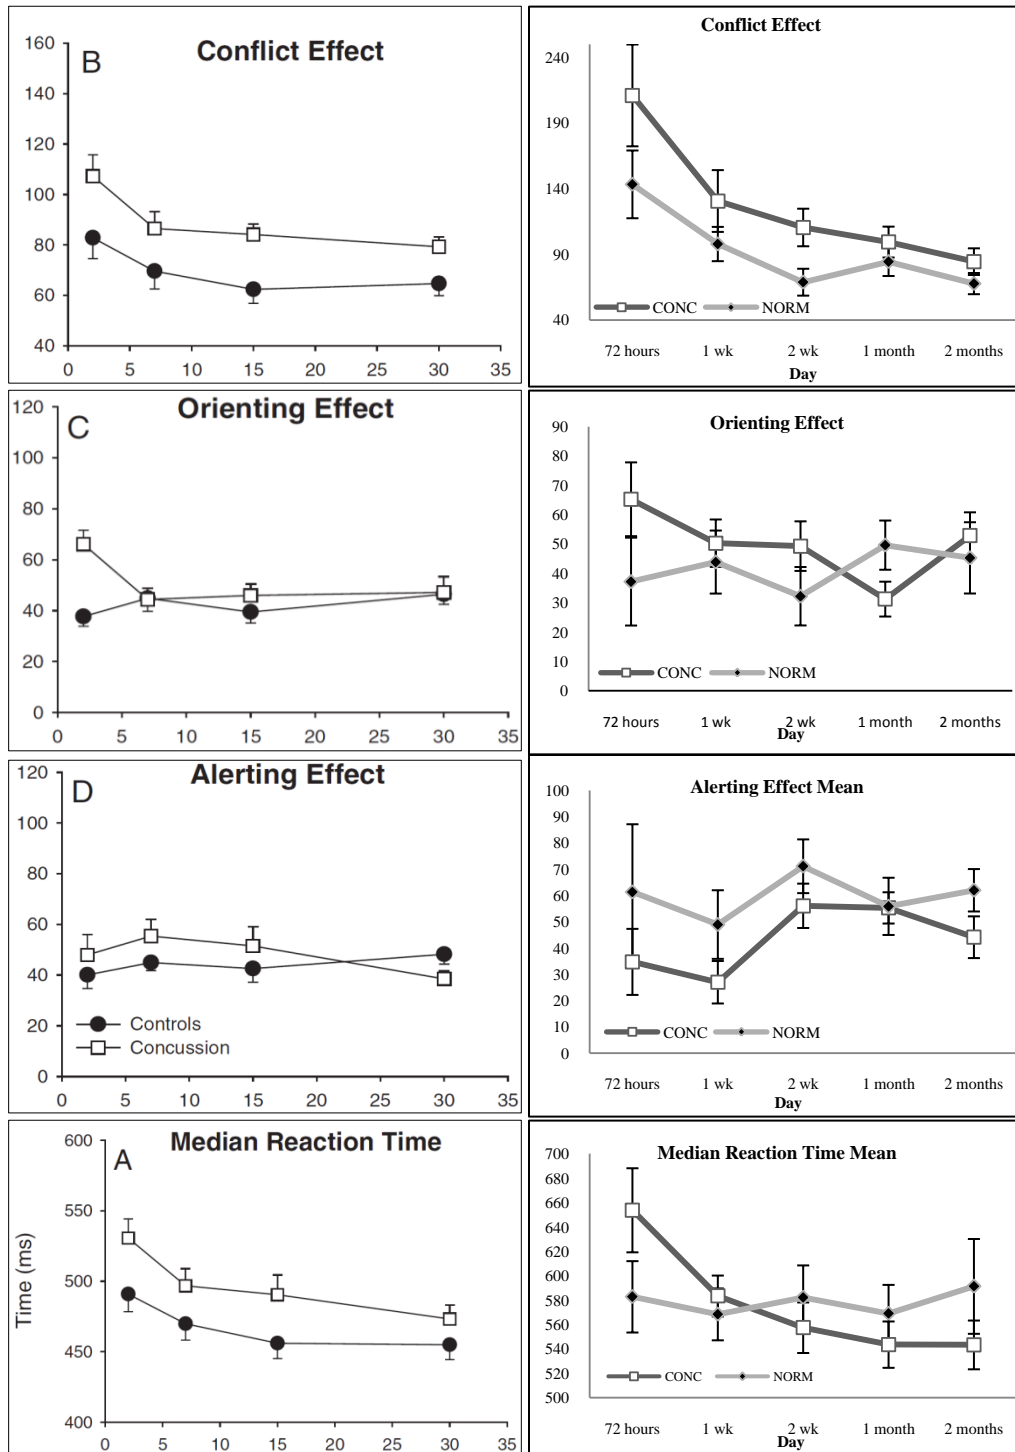 B
Conflict Effect
160
140
120
100
80
60
40
0 5 10 15 20 25 30 35
Conflict Effect
240
190
140
90
40
CONC NORM
72 hours 1 wk 2 wk 1 month 2 months
Day
C
Orienting Effect
120
100
80
60
40
20
0
0 5 10 15 20 25 30 35
Orienting Effect
90
80
70
60
50
40
30
20
10
0
CONC NORM
72 hours 1 wk 2 wk 1 month 2 months
Day
D
Alerting Effect
120
100
80
60
40
20
0
Controls
Concussion
0 5 10 15 20 25 30 35
Alerting Effect Mean
100
90
80
70
60
50
40
30
20
10
0
CONC NORM
72 hours 1 wk 2 wk 1 month 2 months
Day
A
Median Reaction Time
Time (ms)
600
550
500
450
400
0 5 10 15 20 25 30 35
Median Reaction Time Mean
700
680
660
640
620
600
580
560
540
520
500
CONC NORM
72 hours 1 wk 2 wk 1 month 2 months
Day